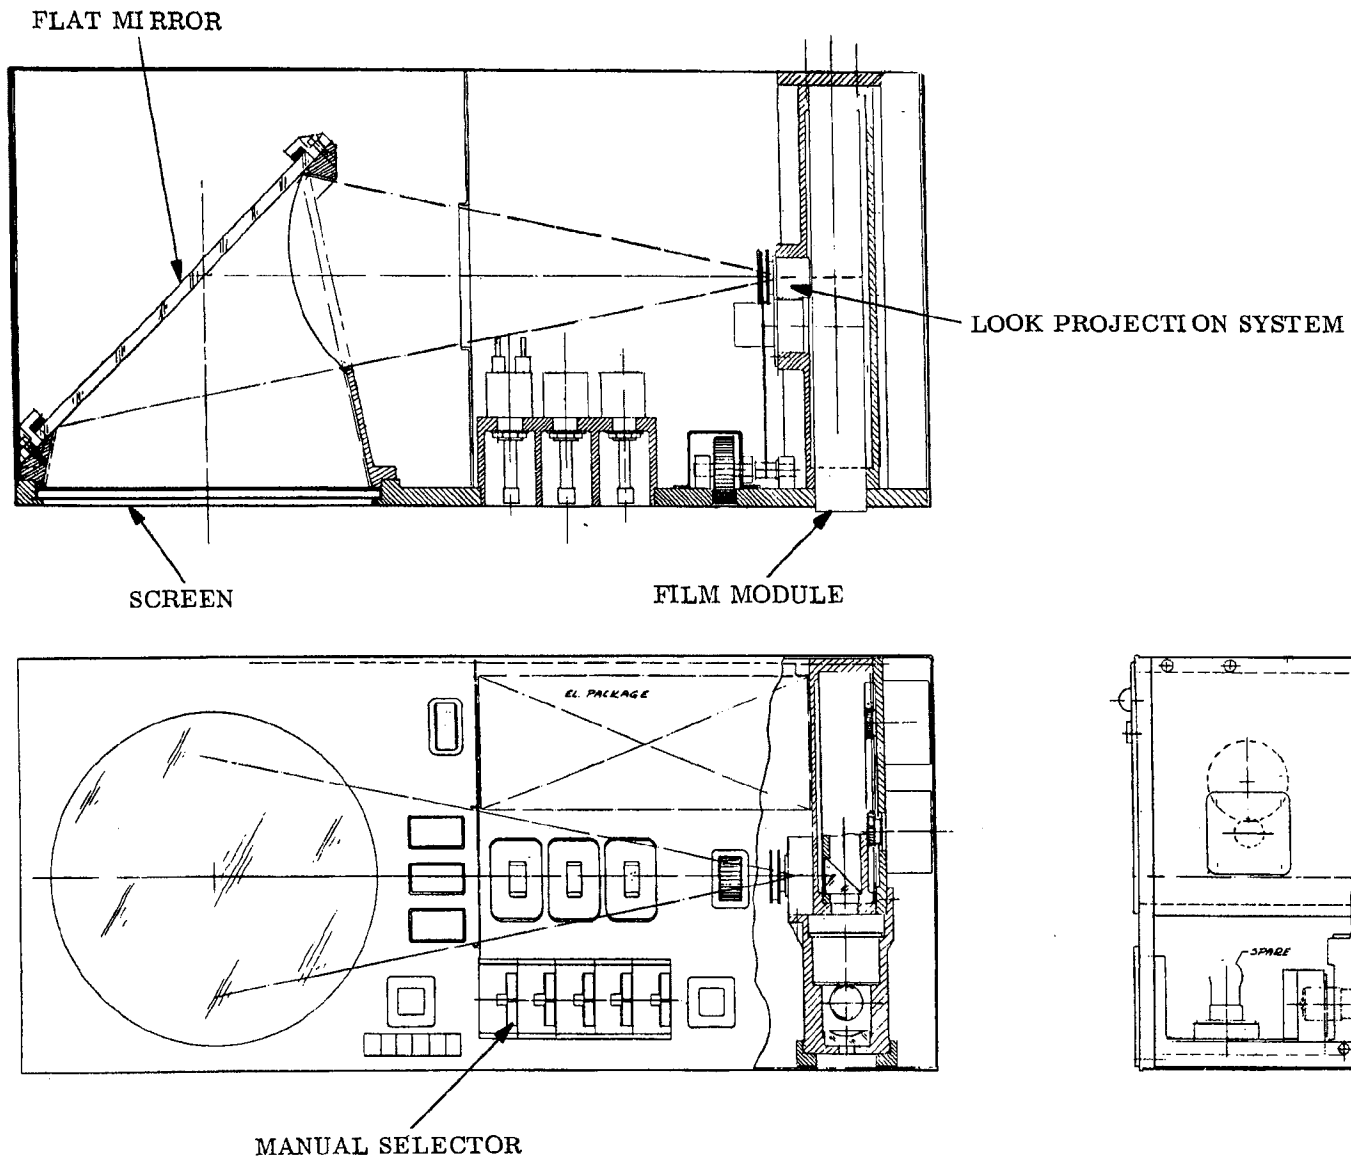 FLAT MIRROR
LOOK PROJECTION SYSTEM
SCREEN
FILM MODULE
EL. PACKAGE
SPARE
MANUAL SELECTOR